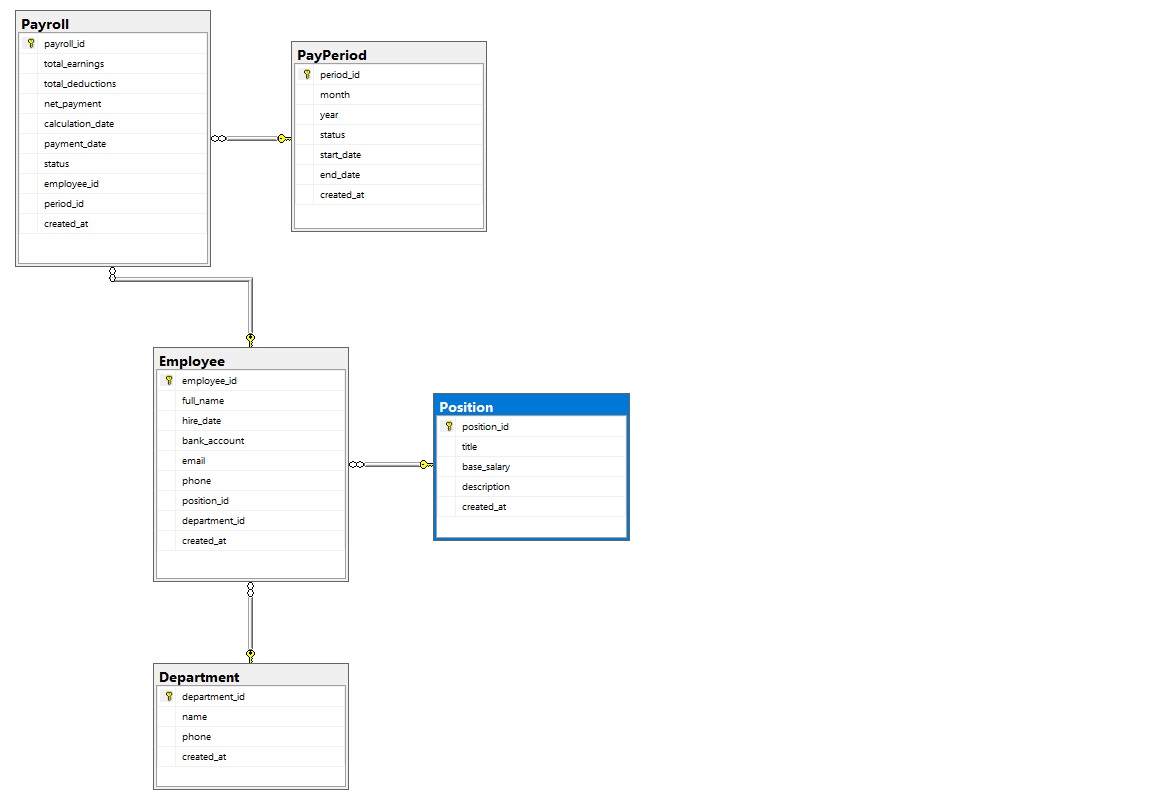 Payroll
payroll_id
total_earnings
total_deductions
net_payment
calculation_date
payment_date
status
employee_id
period_id
created_at
PayPeriod
period_id
month
year
status
start_date
end_date
created_at
Employee
employee_id
full_name
hire_date
bank_account
email
phone
position_id
department_id
created_at
Position
position_id
title
base_salary
description
created_at
Department
department_id
name
phone
created_at